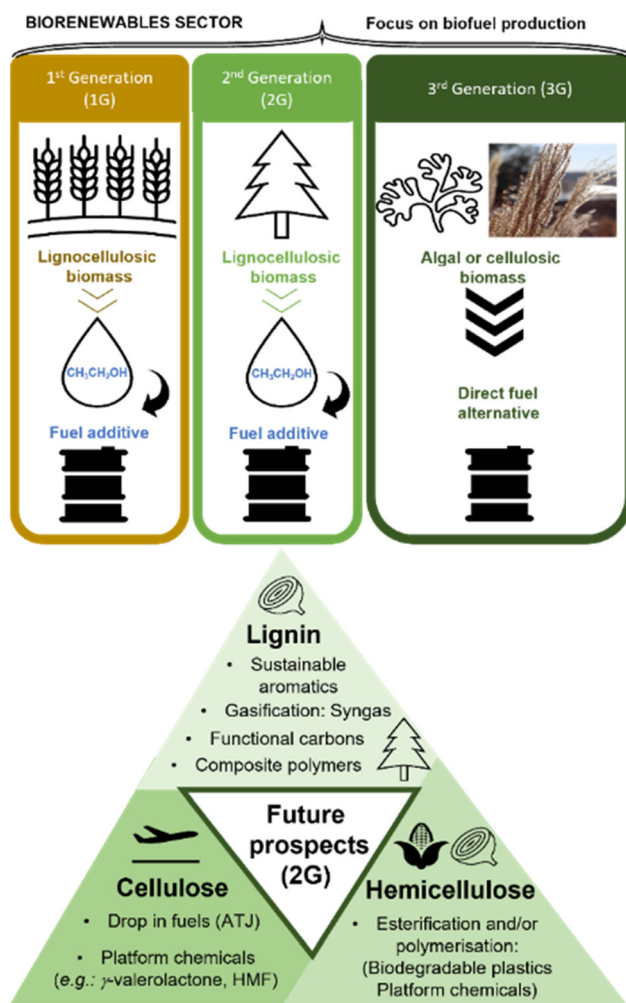 BIORENEWABLES SECTOR
Focus on biofuel production
1st Generation
(1G)
Lignocellulosic
biomass
CH₃CH₂OH
Fuel additive
2nd Generation
(2G)
Lignocellulosic
biomass
CH₃CH₂OH
Fuel additive
3rd Generation (3G)
Algal or cellulosic
biomass
Direct fuel
alternative
Lignin
• Sustainable
aromatics
• Gasification: Syngas
• Functional carbons
• Composite polymers
Future
prospects
(2G)
Cellulose
• Drop in fuels (ATJ)
• Platform chemicals
(e.g.: γ-valerolactone, HMF)
Hemicellulose
• Esterification and/or
polymerisation:
(Biodegradable plastics
Platform chemicals)